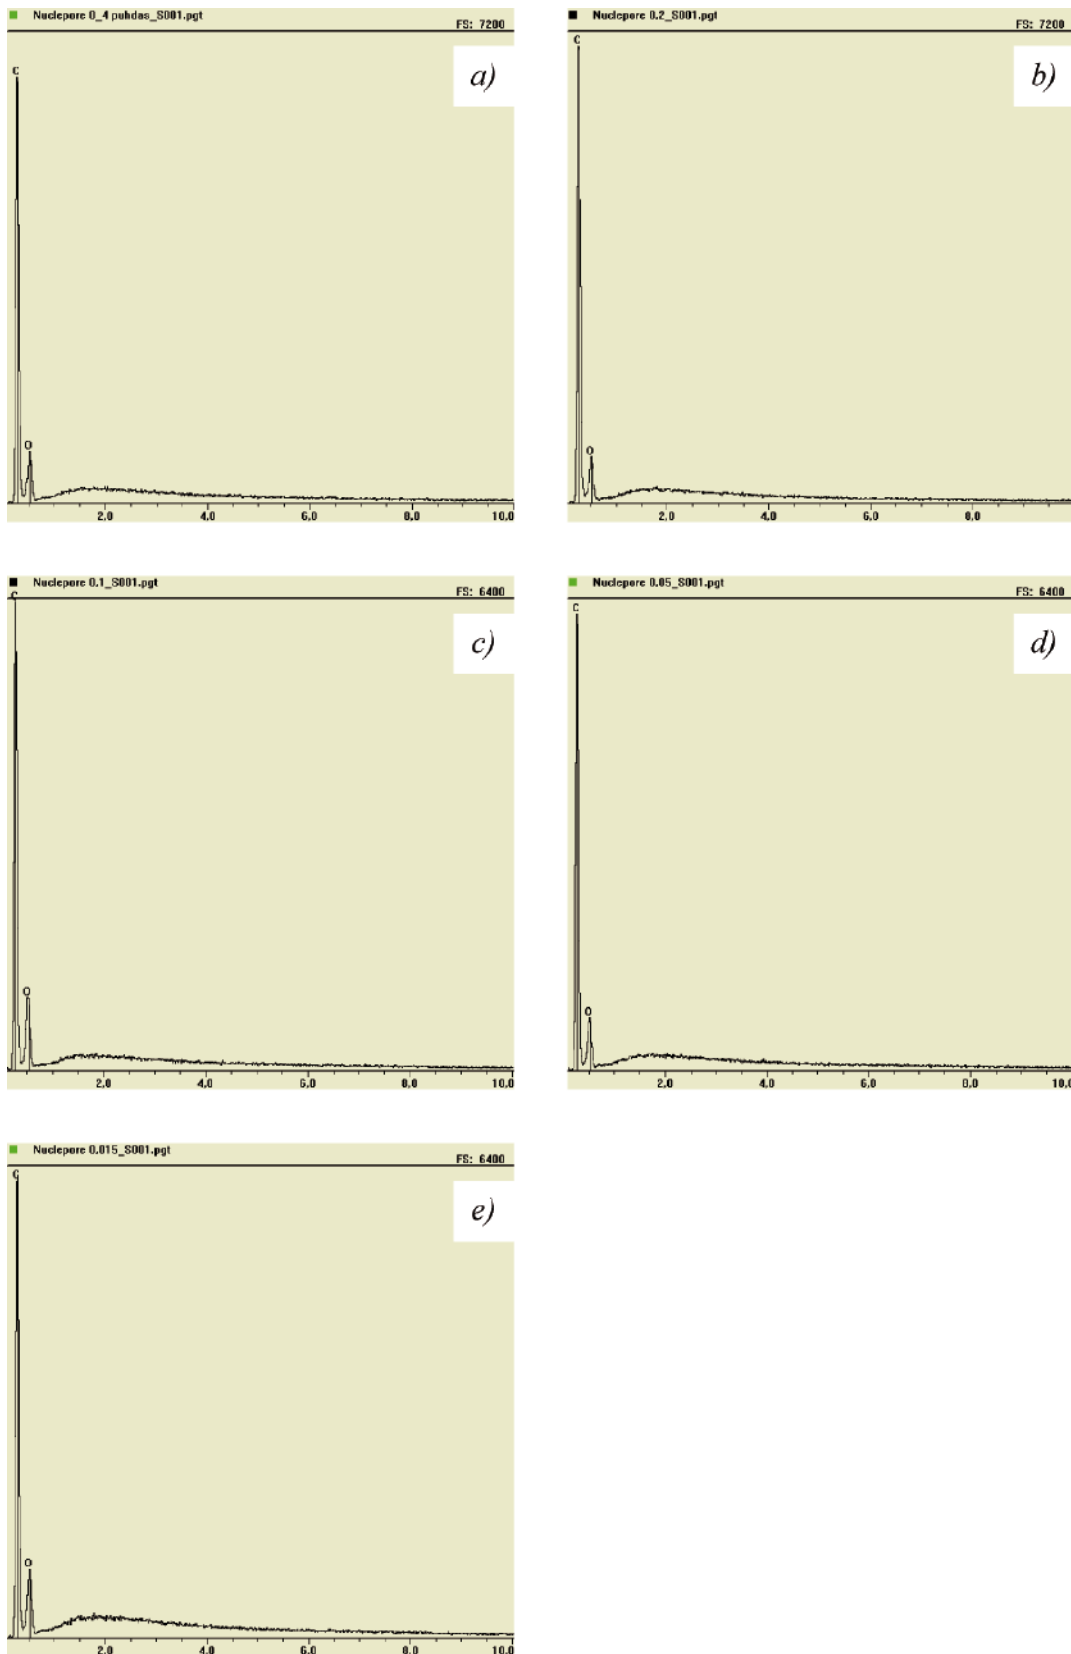 Nuclepore 0_4 puhdas_S001.pgt
FS: 7200
a)
C
O
2.0 4.0 6.0 8.0 10.0
Nuclepore 0.2_S001.pgt
FS: 7200
b)
C
O
2.0 4.0 6.0 8.0
Nuclepore 0.1_S001.pgt
FS: 6400
c)
C
O
2.0 4.0 6.0 8.0 10.0
Nuclepore 0.05_S001.pgt
FS: 6400
d)
C
O
2.0 4.0 6.0 8.0 10.0
Nuclepore 0.015_S001.pgt
FS: 6400
e)
C
O
2.0 4.0 6.0 8.0 10.0